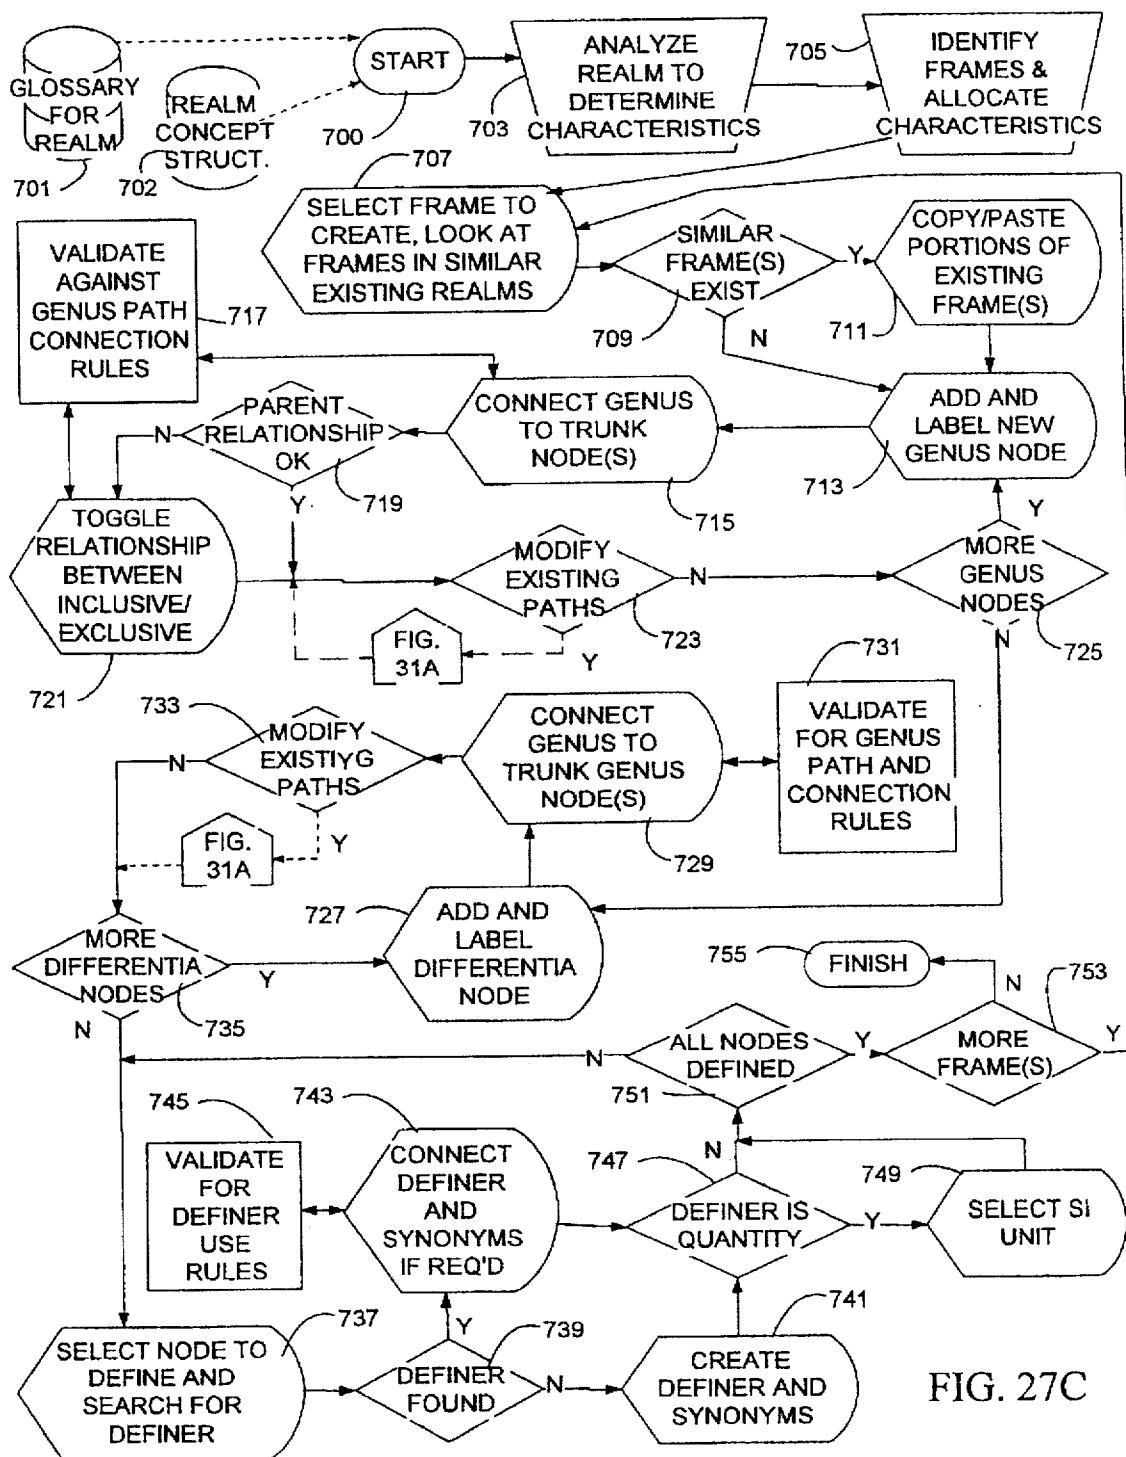 GLOSSARY
FOR
REALM
701
REALM
CONCEPT
STRUCT.
702
START
700
ANALYZE
REALM TO
DETERMINE
CHARACTERISTICS
703
705
IDENTIFY
FRAMES &
ALLOCATE
CHARACTERISTICS
707
SELECT FRAME TO
CREATE, LOOK AT
FRAMES IN SIMILAR
EXISTING REALMS
SIMILAR
FRAME(S)
EXIST
709
Y
N
COPY/PASTE
PORTIONS OF
EXISTING
FRAME(S)
711
VALIDATE
AGAINST
GENUS PATH
CONNECTION
RULES
717
PARENT
RELATIONSHIP
OK
719
N
Y
CONNECT GENUS
TO TRUNK
NODE(S)
715
ADD AND
LABEL NEW
GENUS NODE
713
Y
TOGGLE
RELATIONSHIP
BETWEEN
INCLUSIVE/
EXCLUSIVE
721
MODIFY
EXISTING
PATHS
723
N
Y
FIG.
31A
MORE
GENUS
NODES
725
N
733
MODIFY
EXISTIYG
PATHS
N
Y
FIG.
31A
CONNECT
GENUS TO
TRUNK GENUS
NODE(S)
729
731
VALIDATE
FOR GENUS
PATH AND
CONNECTION
RULES
MORE
DIFFERENTIA
NODES
735
Y
N
727
ADD AND
LABEL
DIFFERENTIA
NODE
755
FINISH
N
753
MORE
FRAME(S)
Y
ALL NODES
DEFINED
751
Y
N
745
VALIDATE
FOR
DEFINER
USE
RULES
743
CONNECT
DEFINER
AND
SYNONYMS
IF REQ'D
747
N
DEFINER IS
QUANTITY
Y
749
SELECT SI
UNIT
737
SELECT NODE TO
DEFINE AND
SEARCH FOR
DEFINER
Y
739
DEFINER
FOUND
N
741
CREATE
DEFINER AND
SYNONYMS
FIG. 27C